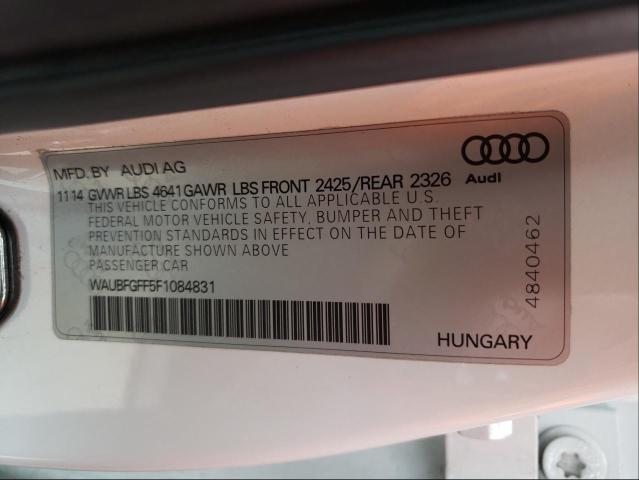 MFD. BY AUDI AG
1114 GVWR LBS 4641 GAWR LBS FRONT 2425/REAR 2326
THIS VEHICLE CONFORMS TO ALL APPLICABLE U.S.
FEDERAL MOTOR VEHICLE SAFETY, BUMPER AND THEFT
PREVENTION STANDARDS IN EFFECT ON THE DATE OF
MANUFACTURE SHOWN ABOVE
PASSENGER CAR
WAUBFGFF5F1084831
Audi
4840462
HUNGARY